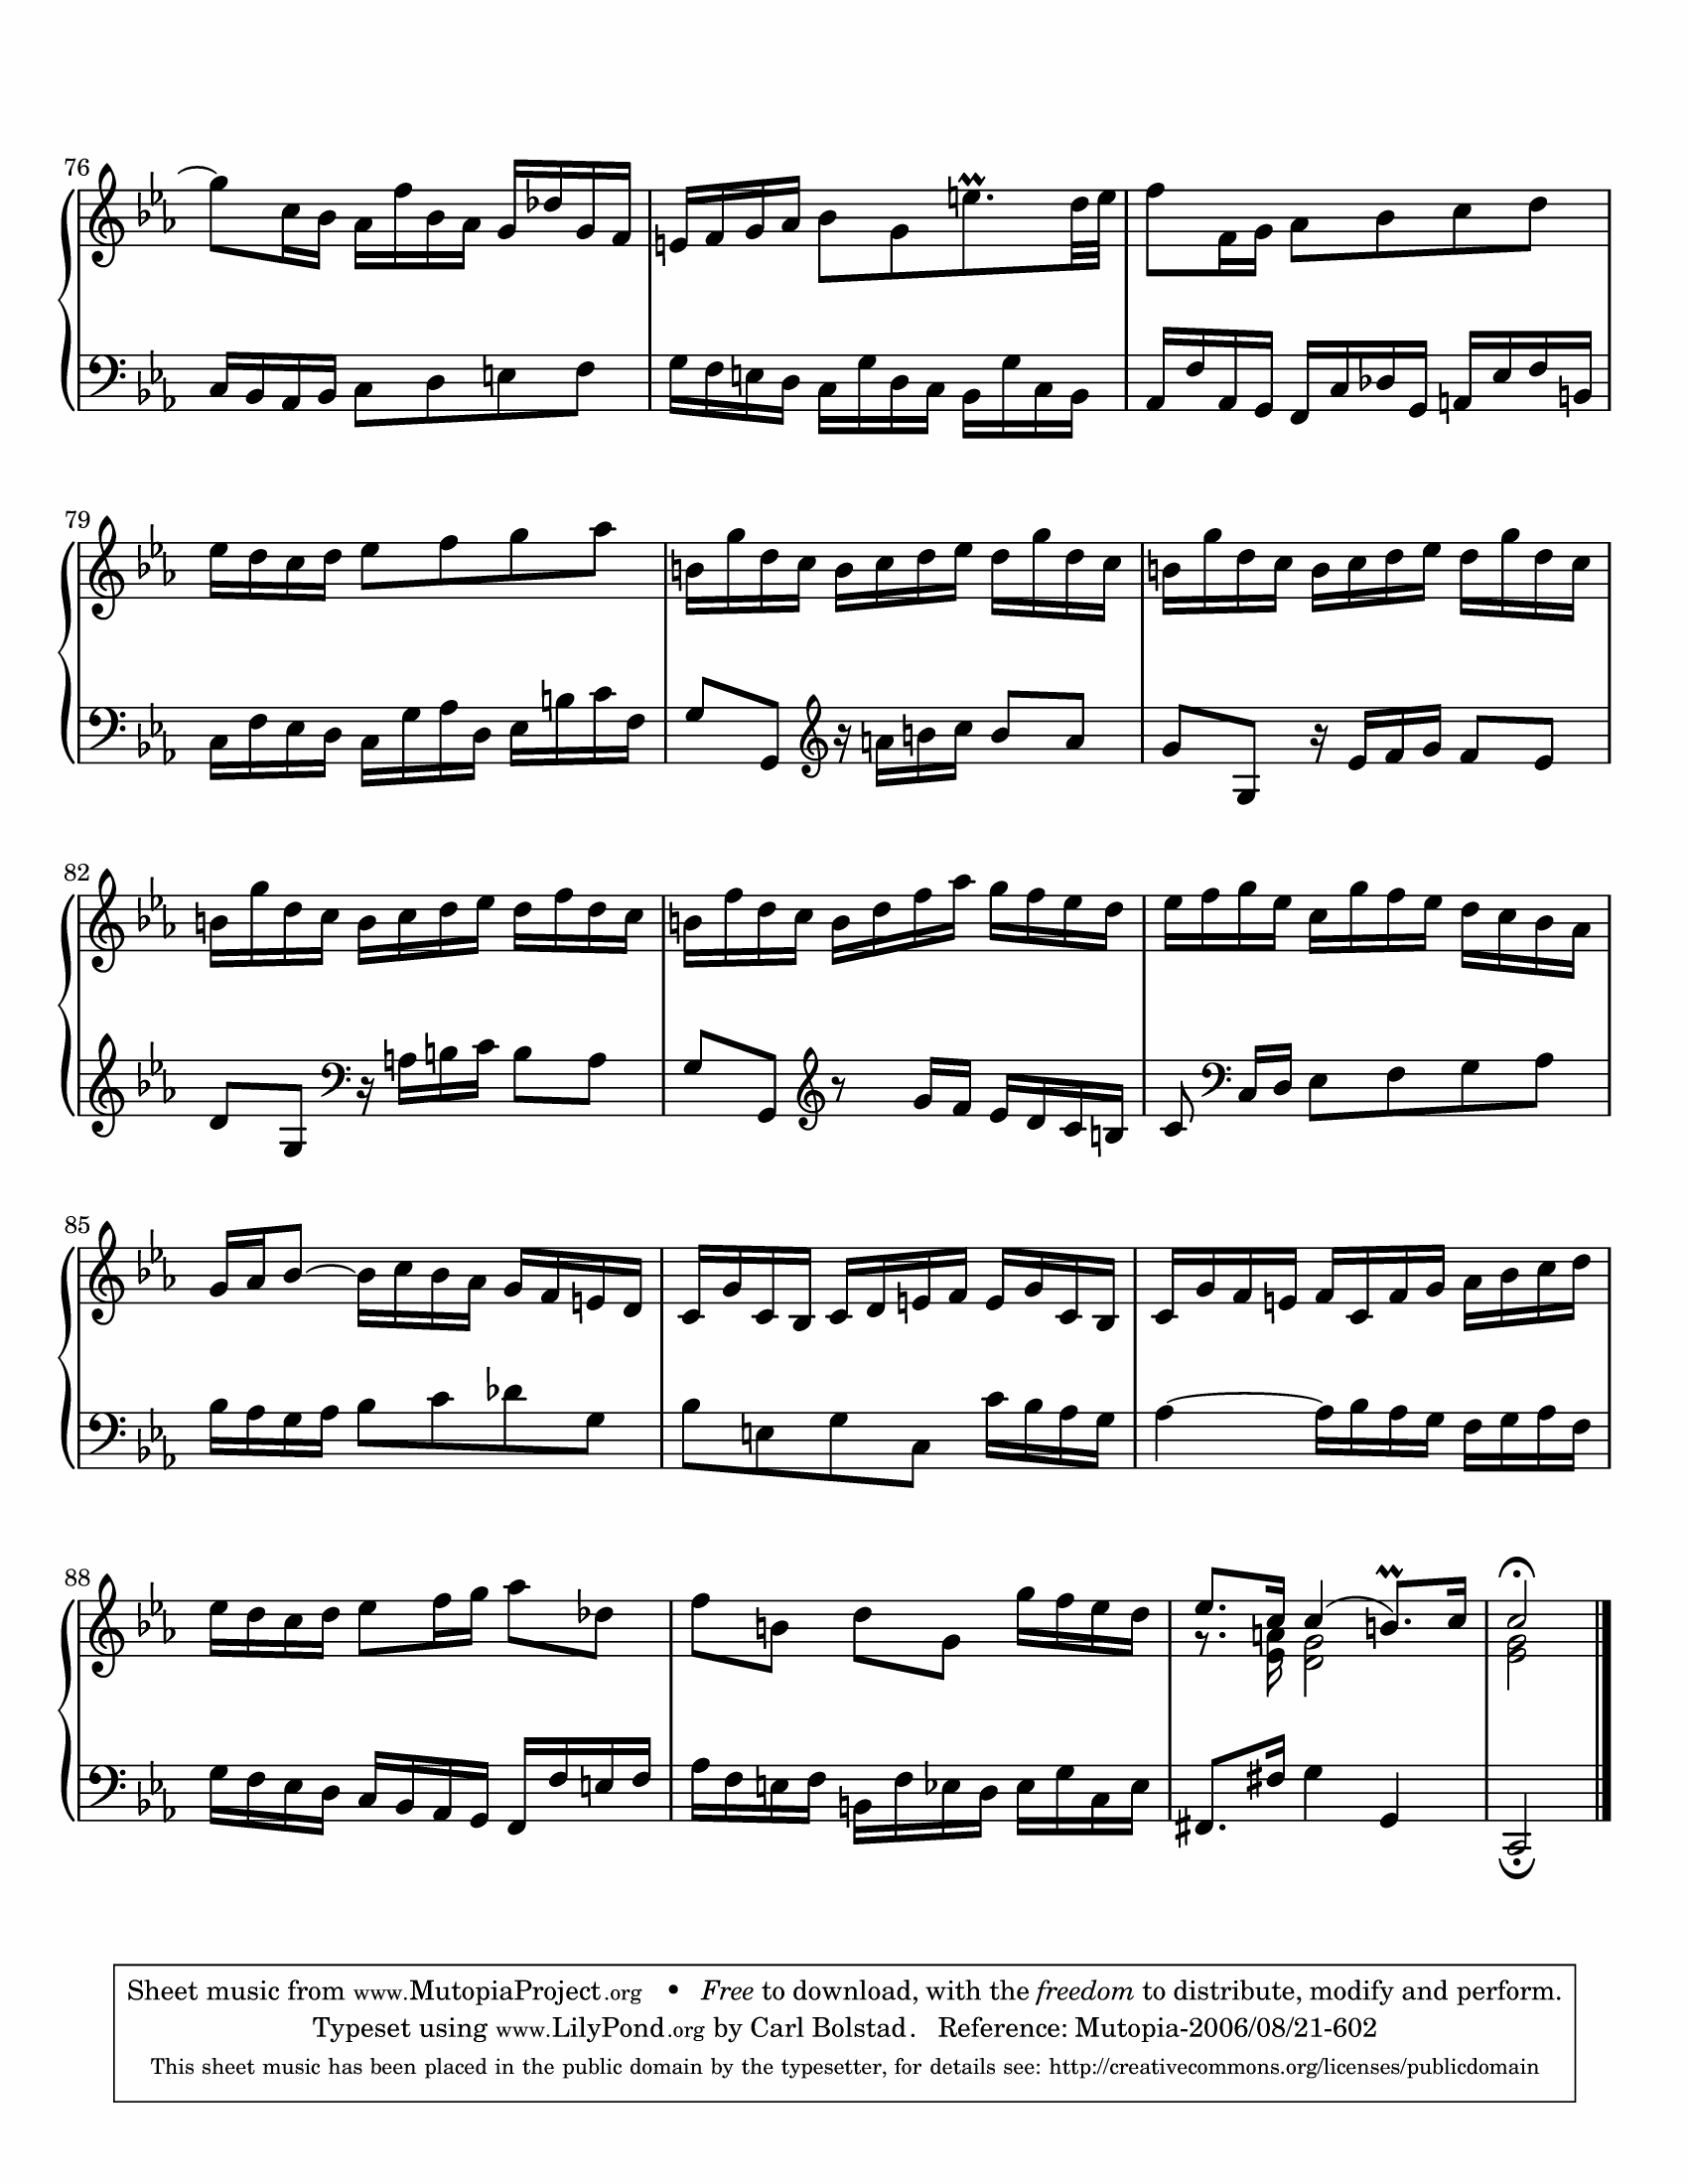 76
79
82
85
88
Sheet music from www.MutopiaProject.org • Free to download, with the freedom to distribute, modify and perform.
Typeset using www.LilyPond.org by Carl Bolstad. Reference: Mutopia-2006/08/21-602
This sheet music has been placed in the public domain by the typesetter, for details see: http://creativecommons.org/licenses/publicdomain